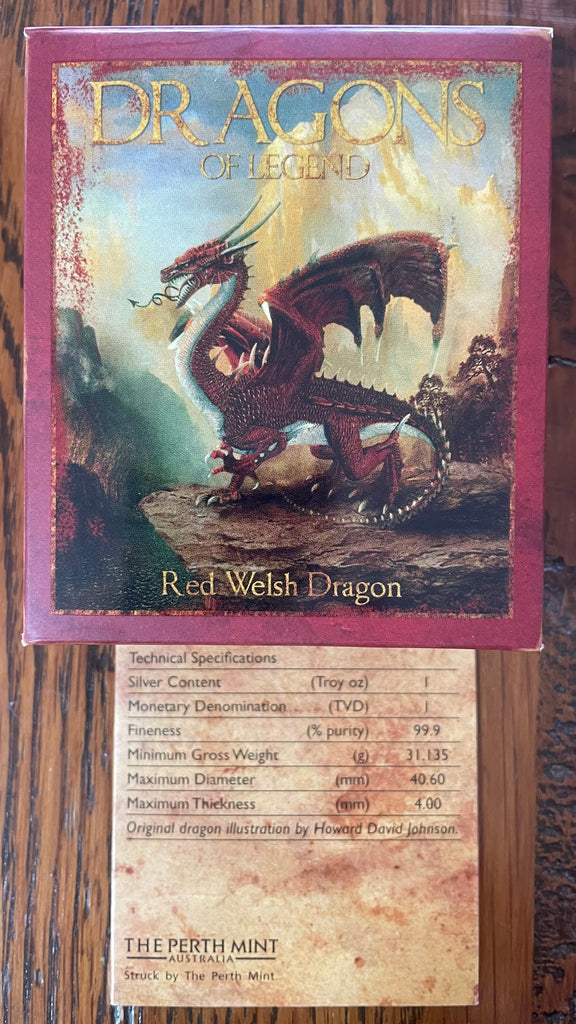 DRAGONS
OF LEGEND
Red Welsh Dragon
Technical Specifications
Silver Content (Troy oz) 1
Monetary Denomination (TVD) 1
Fineness (% purity) 99.9
Minimum Gross Weight (g) 31.135
Maximum Diameter (mm) 40.60
Maximum Thickness (mm) 4.00
Original dragon illustration by Howard David Johnson.
THE PERTH MINT
AUSTRALIA
Struck by The Perth Mint.